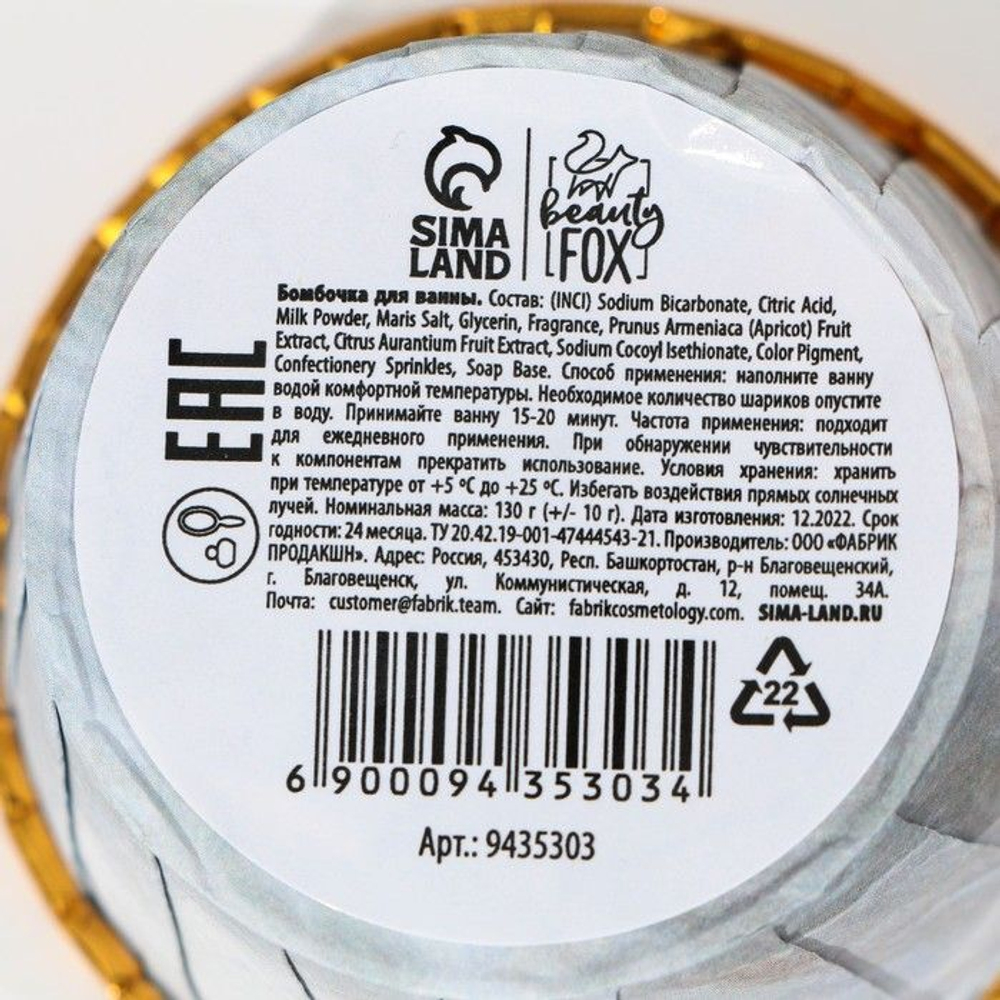 SIMA
LAND
beauty
FOX
EAC
Бомбочка для ванны. Состав: (INCI) Sodium Bicarbonate, Citric Acid,
Milk Powder, Maris Salt, Glycerin, Fragrance, Prunus Armeniaca (Apricot) Fruit
Extract, Citrus Aurantium Fruit Extract, Sodium Cocoyl Isethionate, Color Pigment,
Confectionery Sprinkles, Soap Base. Способ применения: наполните ванну
водой комфортной температуры. Необходимое количество шариков опустите
в воду. Принимайте ванну 15-20 минут. Частота применения: подходит
для ежедневного применения. При обнаружении чувствительности
к компонентам прекратить использование. Условия хранения: хранить
при температуре от +5 ºС до +25 ºС. Избегать воздействия прямых солнечных
лучей. Номинальная масса: 130 г (+/- 10 г). Дата изготовления: 12.2022. Срок
годности: 24 месяца. ТУ 20.42.19-001-47444543-21. Производитель: ООО «ФАБРИК
ПРОДАКШН». Адрес: Россия, 453430, Респ. Башкортостан, р-н Благовещенский,
г. Благовещенск, ул. Коммунистическая, д. 12, помещ. 34А.
Почта: customer@fabrik.team. Сайт: fabrikcosmetology.com. SIMA-LAND.RU
22
6 900094 353034
Арт.: 9435303